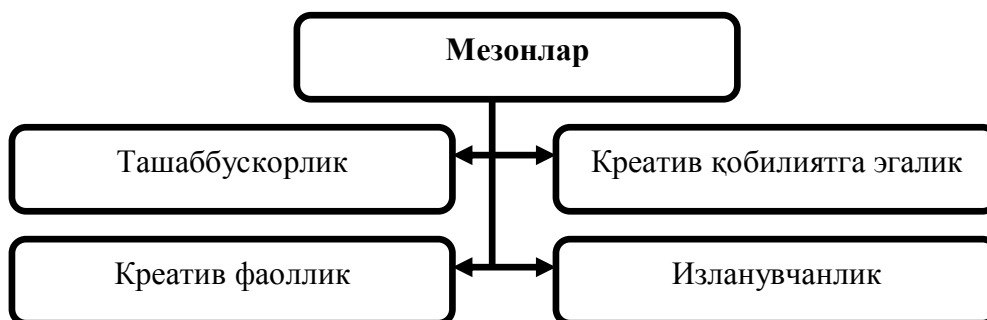 Мезонлар
Ташаббускорлик
Креатив қобилиятга эгалик
Креатив фаоллик
Изланувчанлик